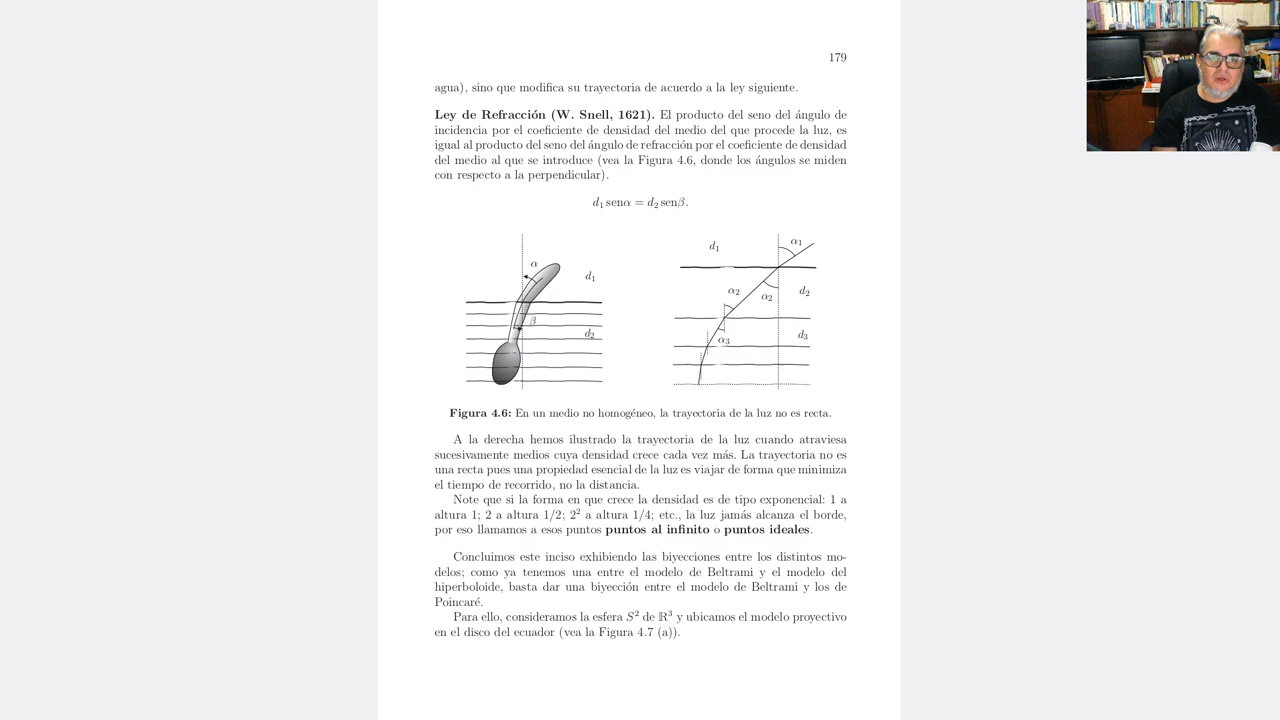 179
agua), sino que modifica su trayectoria de acuerdo a la ley siguiente.
Ley de Refracción (W. Snell, 1621). El producto del seno del ángulo de
incidencia por el coeficiente de densidad del medio del que procede la luz, es
igual al producto del seno del ángulo de refracción por el coeficiente de densidad
del medio al que se introduce (vea la Figura 4.6, donde los ángulos se miden
con respecto a la perpendicular).
d₁ senα = d₂ senβ.
α
d₁
β
d₂
d₁
α₁
α₂
α₂
d₂
α₃
d₃
Figura 4.6: En un medio no homogéneo, la trayectoria de la luz no es recta.
A la derecha hemos ilustrado la trayectoria de la luz cuando atraviesa
sucesivamente medios cuya densidad crece cada vez más. La trayectoria no es
una recta pues una propiedad esencial de la luz es viajar de forma que minimiza
el tiempo de recorrido, no la distancia.
Note que si la forma en que crece la densidad es de tipo exponencial: 1 a
altura 1; 2 a altura 1/2; 2² a altura 1/4; etc., la luz jamás alcanza el borde,
por eso llamamos a esos puntos puntos al infinito o puntos ideales.
Concluimos este inciso exhibiendo las biyecciones entre los distintos mo-
delos; como ya tenemos una entre el modelo de Beltrami y el modelo del
hiperboloide, basta dar una biyección entre el modelo de Beltrami y los de
Poincaré.
Para ello, consideramos la esfera S² de ℝ³ y ubicamos el modelo proyectivo
en el disco del ecuador (vea la Figura 4.7 (a)).